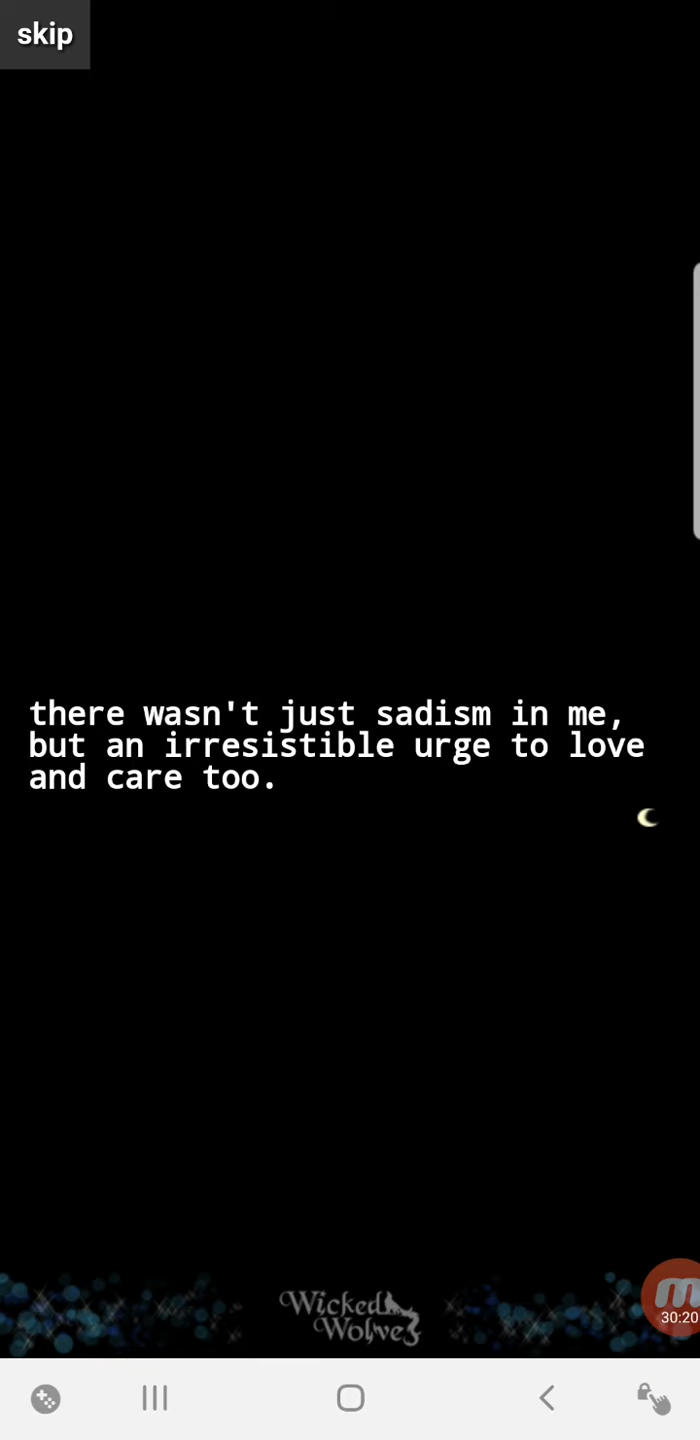 skip
there wasn't just sadism in me,
but an irresistible urge to love
and care too.
Wicked
Wolves
30:20